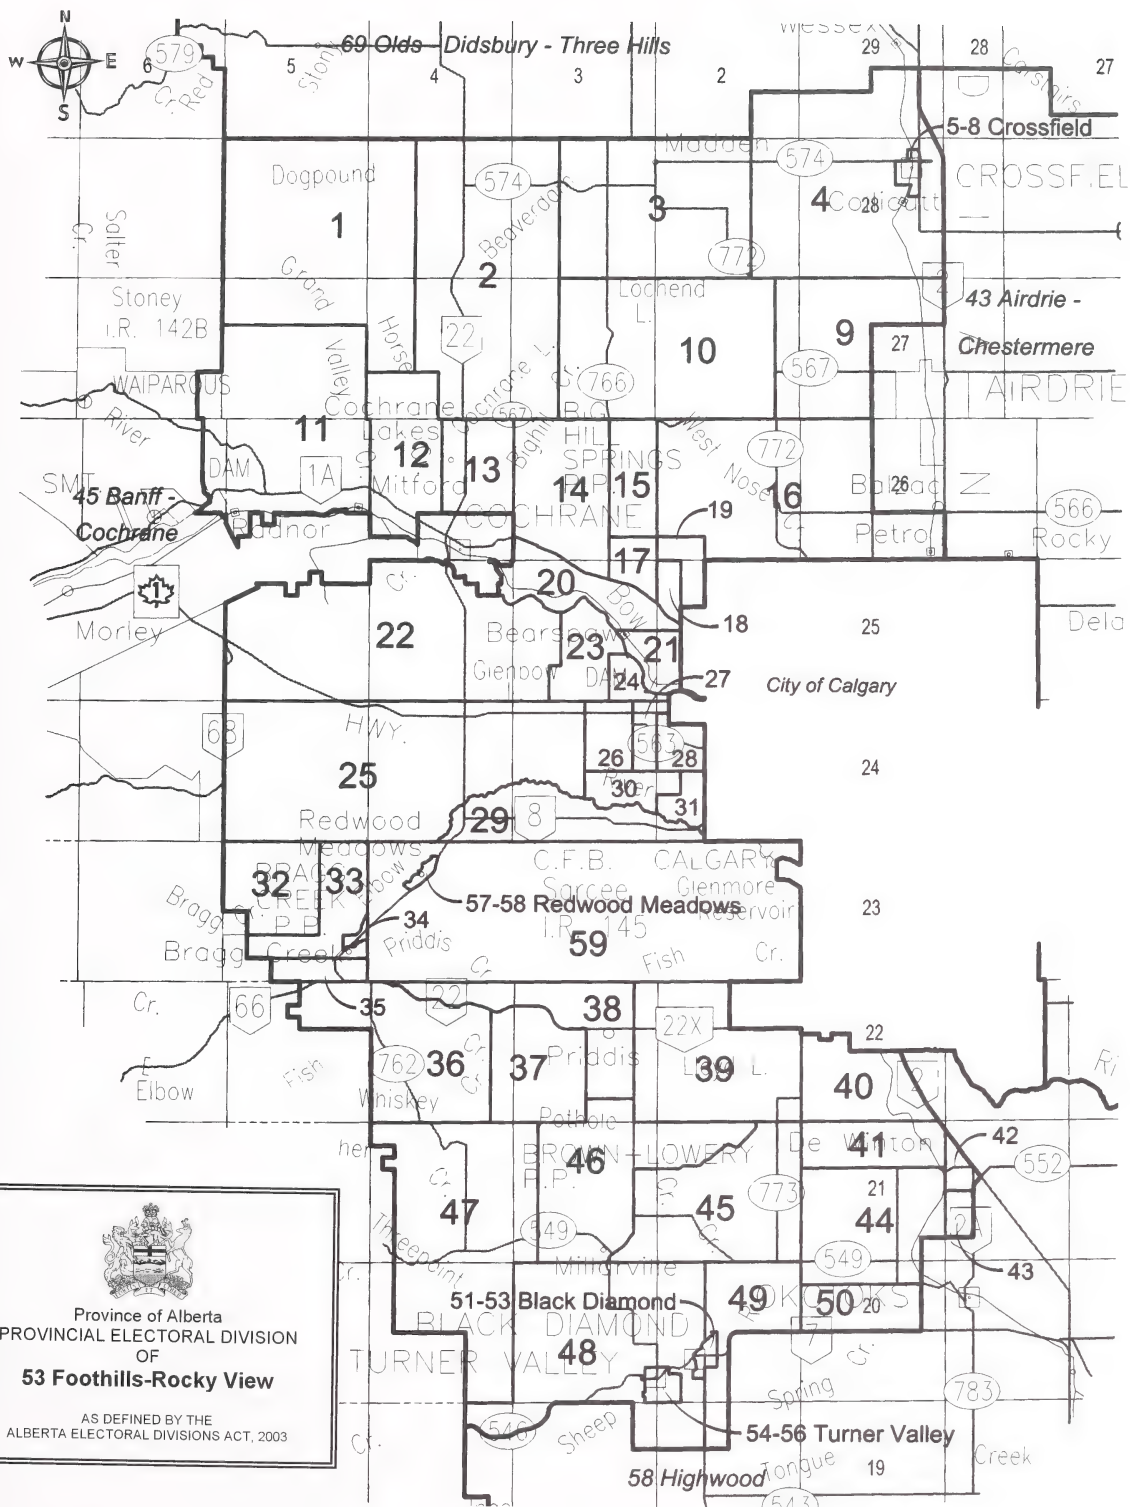 N
W E
S
579
6
5
4
3
2
29
28
27
69 Olds - Didsbury - Three Hills
Wessex
Carstairs
Stony
Cr.
Red
5-8 Crossfield
Madden
574
574
CROSSFIEL
Dogpound
1
Beaverdam
3
4
28
Salter
Cr.
772
2
Grand
Lochend
L.
2
43 Airdrie -
Chestermere
Stoney
I.R. 142B
Horse
Valley
22
10
9
27
567
766
WAIPAROUS
AIRDRIE
River
Cochrane
Lakes
Cochrane L.
567
Bighill
Cr.
BIG
HILL
SPRINGS
P.P.
West
Nose
Cr.
772
11
12
13
14
15
16
DAM
1A
Mitford
Balzac
26
566
45 Banff -
Cochrane
COCHRANE
19
Radnor
Petro
Rocky
17
1
20
Bow
18
Morley
22
Bearspaw
23
21
25
Dela
Glenbow
DAM
24
27
City of Calgary
68
HWY.
563
26
28
24
25
30
River
31
29
8
Redwood
Meadows
C.F.B. CALGARY
Sarcee
Glenmore
Reservoir
I.R. 145
32
33
BRAGG
CREEK
P.P.
Elbow
57-58 Redwood Meadows
23
Bragg
Cr.
34
Priddis
59
Bragg Creek
Fish
Cr.
Cr.
Cr.
66
35
22
38
22X
22
762
36
37
Priddis
39
Lloyd L.
40
2
Elbow
Fish
Whiskey
Cr.
Cr.
Ri
Pothole
De Winton
41
42
her
BROWN-LOWERY
P.P.
46
552
47
Cr.
45
Cr.
Cr.
773
21
44
2A
549
549
43
Threepoint
Millarville
Cr.
51-53 Black Diamond
49
OKOTOKS
50
20
BLACK DIAMOND
7
TURNER VALLEY
48
Cr.
Spring
783
546
Sheep
54-56 Turner Valley
Cr.
Creek
58 Highwood
Tongue
19
543
Province of Alberta
PROVINCIAL ELECTORAL DIVISION
OF
53 Foothills-Rocky View
AS DEFINED BY THE
ALBERTA ELECTORAL DIVISIONS ACT, 2003